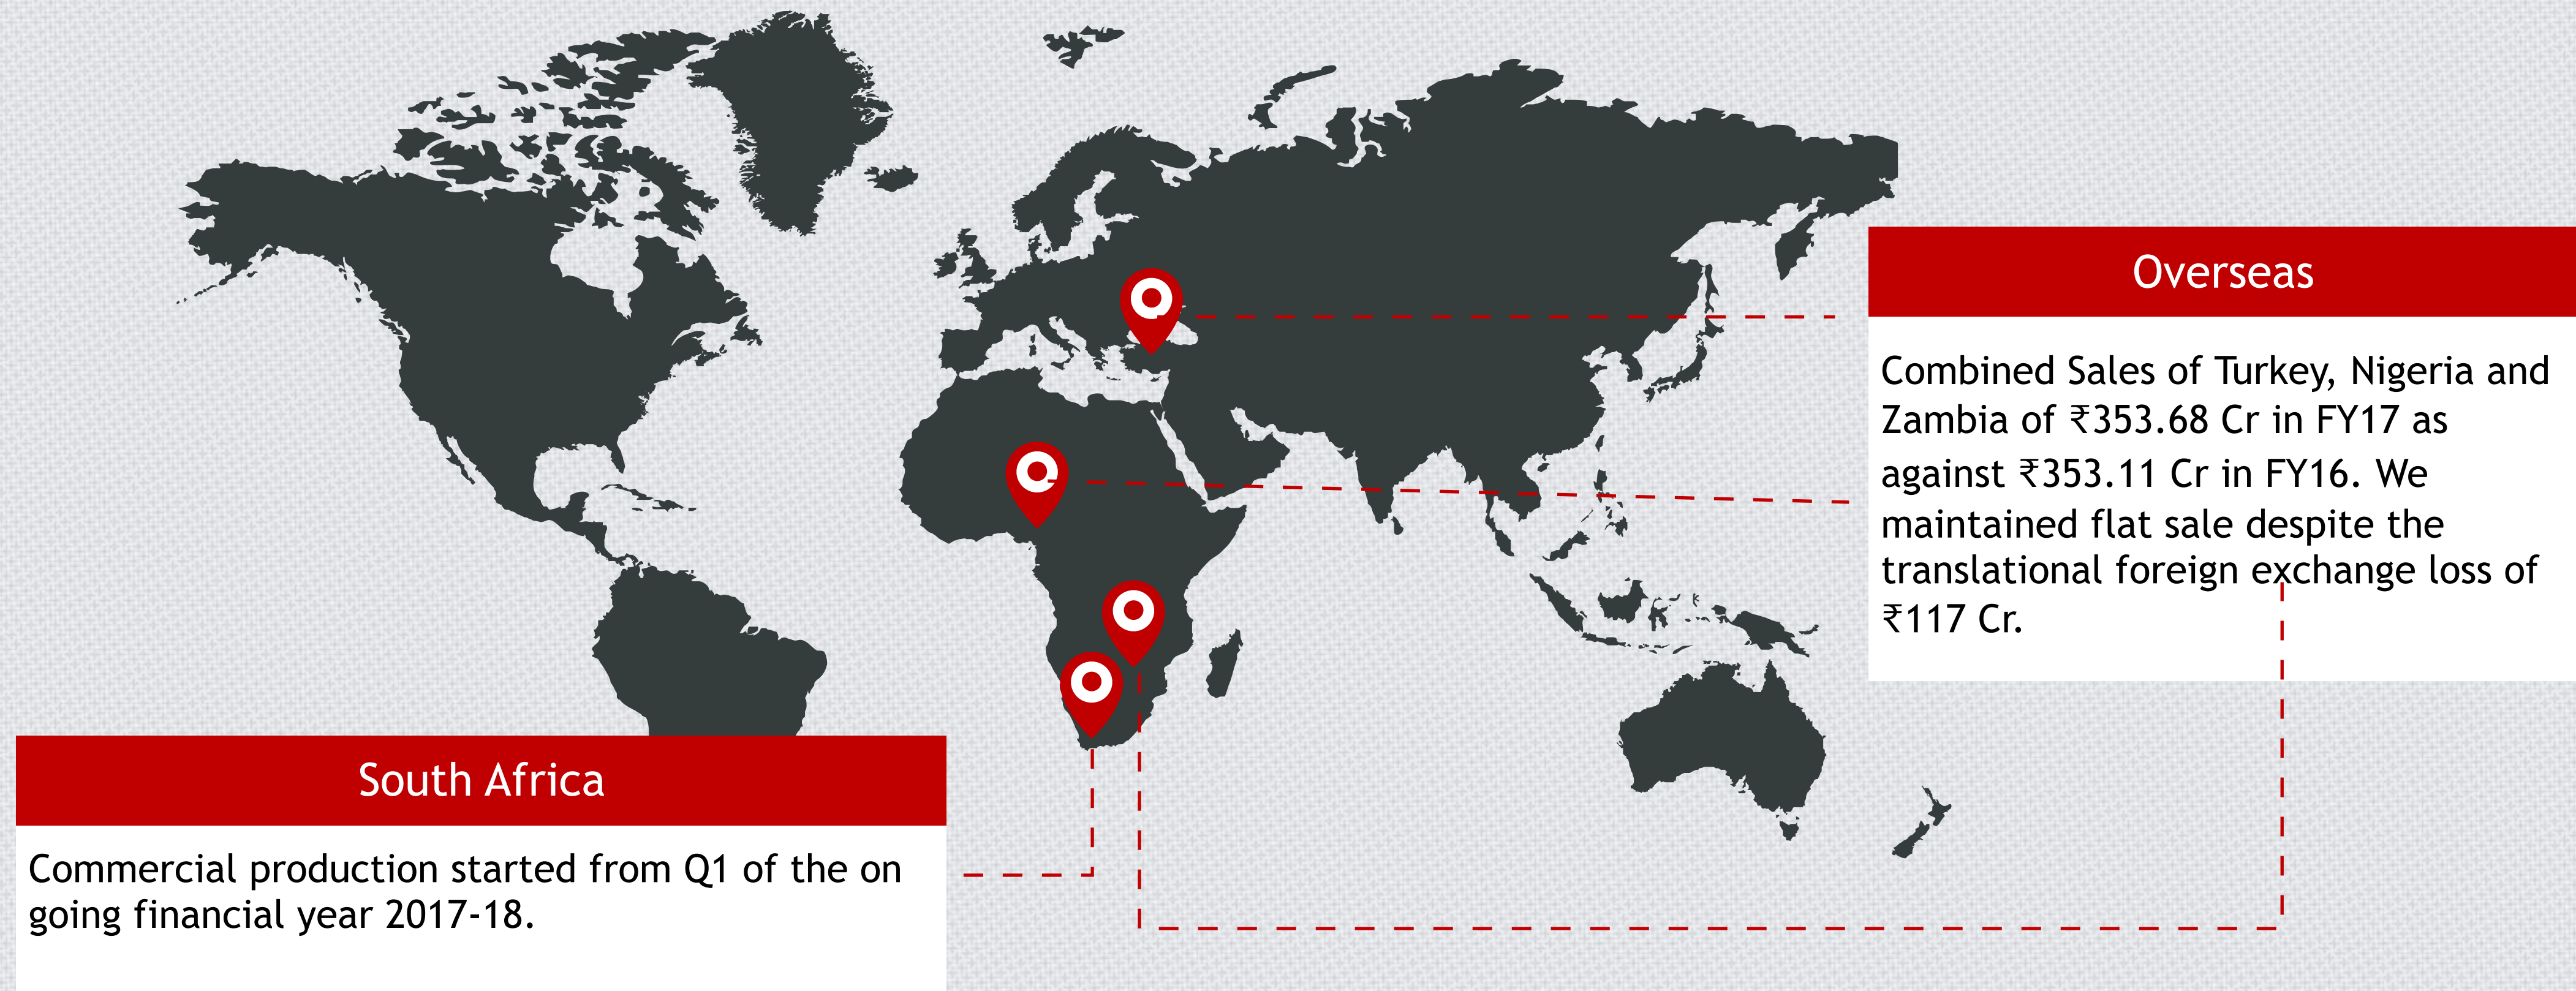 Overseas
Combined Sales of Turkey, Nigeria and
Zambia of ₹353.68 Cr in FY17 as
against ₹353.11 Cr in FY16. We
maintained flat sale despite the
translational foreign exchange loss of
₹117 Cr.
South Africa
Commercial production started from Q1 of the on
going financial year 2017-18.